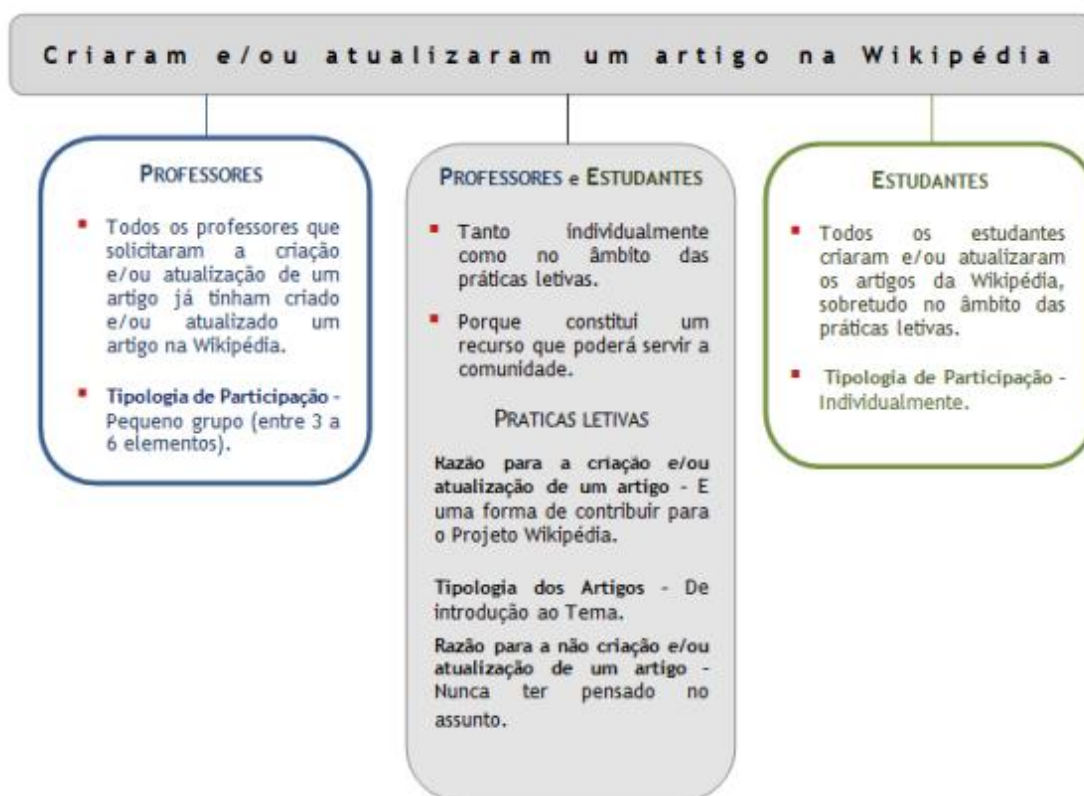 Criaram e/ou atualizaram um artigo na Wikipédia
PROFESSORES
Todos os professores que
solicitaram a criação
e/ou atualização de um
artigo já tinham criado
e/ou atualizado um
artigo na Wikipédia.
Tipologia de Participação -
Pequeno grupo (entre 3 a
6 elementos).
PROFESSORES e ESTUDANTES
Tanto individualmente
como no âmbito das
práticas letivas.
Porque constitui um
recurso que poderá servir a
comunidade.
PRATICAS LETIVAS
Razão para a criação e/ou
atualização de um artigo - E
uma forma de contribuir para
o Projeto Wikipédia.
Tipologia dos Artigos - De
introdução ao Tema.
Razão para a não criação e/ou
atualização de um artigo -
Nunca ter pensado no
assunto.
ESTUDANTES
Todos os estudantes
criaram e/ou atualizaram
os artigos da Wikipédia,
sobretudo no âmbito das
práticas letivas.
Tipologia de Participação -
Individualmente.